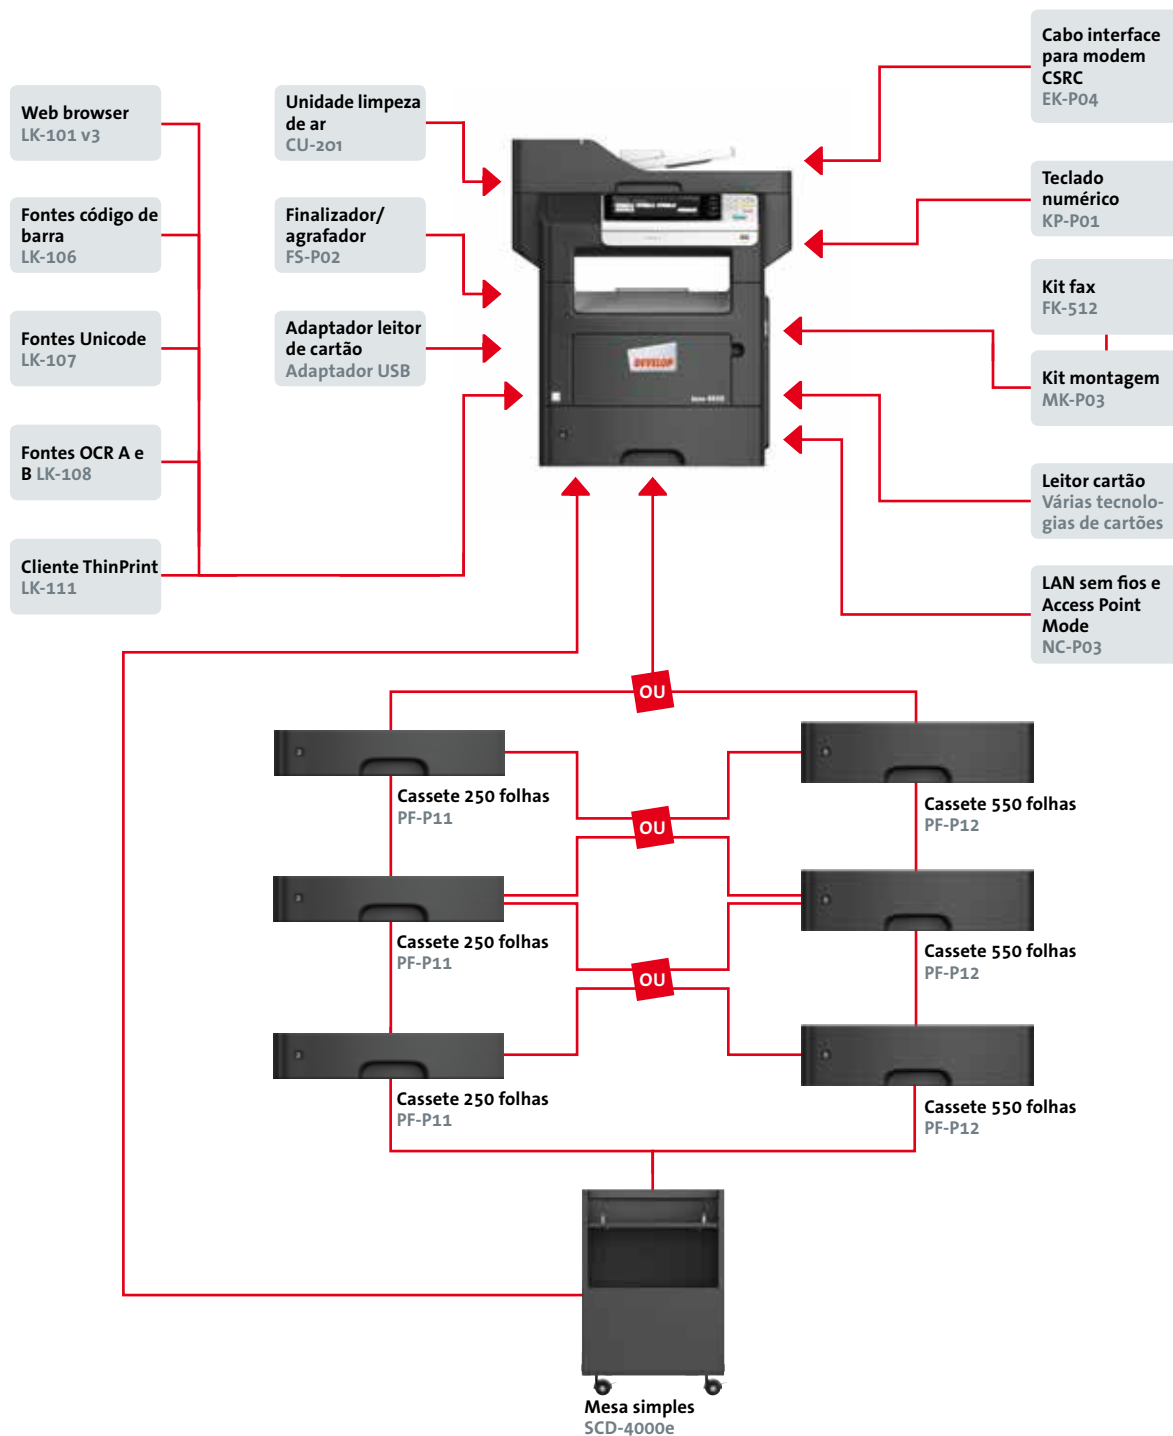 Web browser
LK-101 v3
Fontes código de
barra
LK-106
Fontes Unicode
LK-107
Fontes OCR A e
B LK-108
Cliente ThinPrint
LK-111
Unidade limpeza
de ar
CU-201
Finalizador/
agrafador
FS-P02
Adaptador leitor
de cartão
Adaptador USB
DEVELOP
Cabo interface
para modem
CSRC
EK-P04
Teclado
numérico
KP-P01
Kit fax
FK-512
Kit montagem
MK-P03
Leitor cartão
Várias tecnolo-
gias de cartões
LAN sem fios e
Access Point
Mode
NC-P03
OU
Cassete 250 folhas
PF-P11
Cassete 550 folhas
PF-P12
OU
Cassete 250 folhas
PF-P11
Cassete 550 folhas
PF-P12
OU
Cassete 250 folhas
PF-P11
Cassete 550 folhas
PF-P12
Mesa simples
SCD-4000e